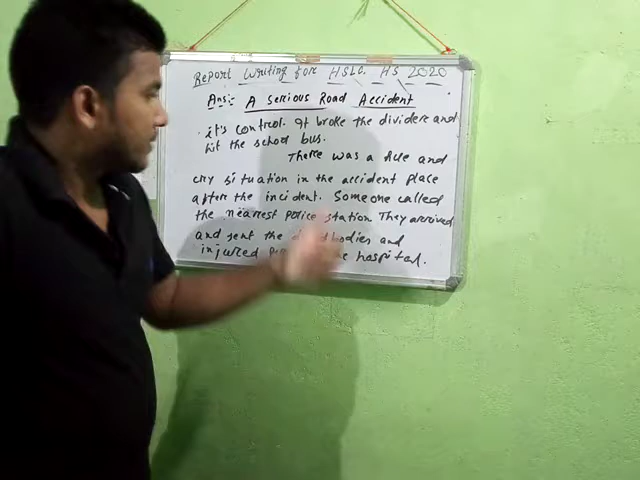 Report Writing for HSLC, HS 2020
Ans:- A Serious Road Accident
it's control. It broke the dividers and
hit the school bus.
There was a hue and
cry situation in the accident place
after the incident. Someone called
the nearest police station They arrived
and sent the bodies and
injured hospital.